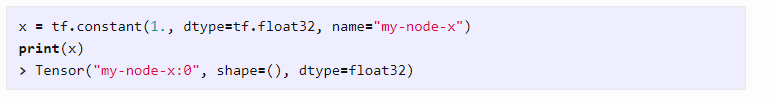 x = tf.constant(1., dtype=tf.float32, name="my-node-x")
print(x)
> Tensor("my-node-x:0", shape=(), dtype=float32)